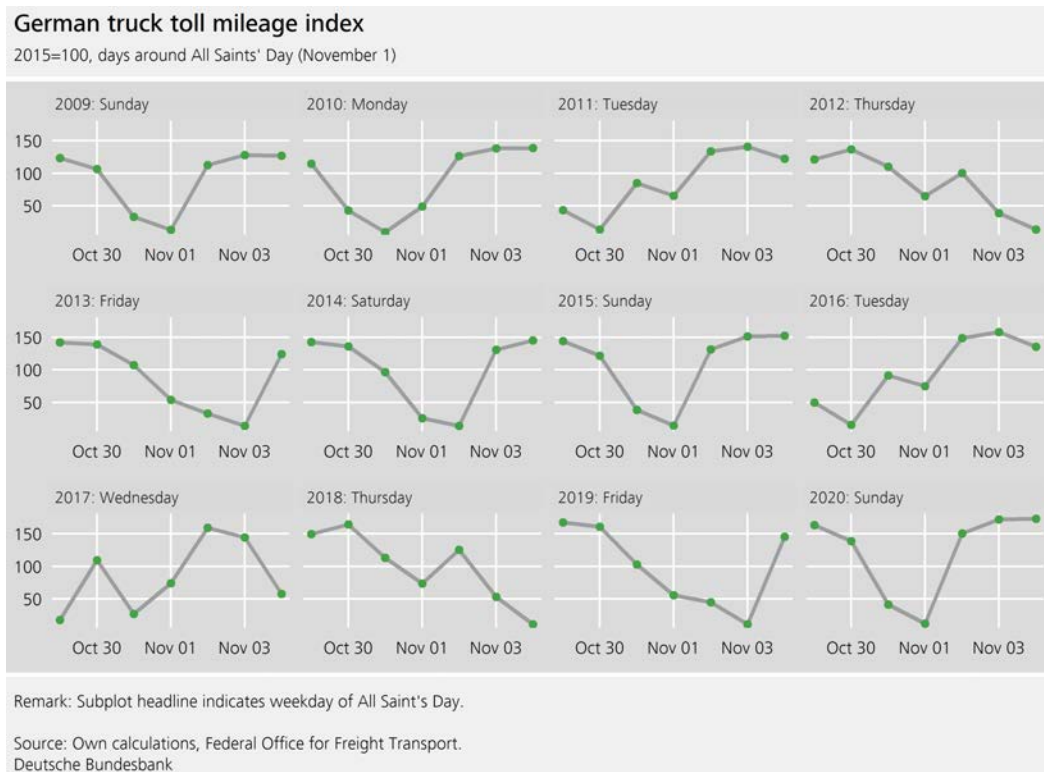 German truck toll mileage index
2015=100, days around All Saints' Day (November 1)
2009: Sunday 2010: Monday 2011: Tuesday 2012: Thursday
150
100
50
Oct 30 Nov 01 Nov 03 Oct 30 Nov 01 Nov 03 Oct 30 Nov 01 Nov 03 Oct 30 Nov 01 Nov 03
2013: Friday 2014: Saturday 2015: Sunday 2016: Tuesday
150
100
50
Oct 30 Nov 01 Nov 03 Oct 30 Nov 01 Nov 03 Oct 30 Nov 01 Nov 03 Oct 30 Nov 01 Nov 03
2017: Wednesday 2018: Thursday 2019: Friday 2020: Sunday
150
100
50
Oct 30 Nov 01 Nov 03 Oct 30 Nov 01 Nov 03 Oct 30 Nov 01 Nov 03 Oct 30 Nov 01 Nov 03
Remark: Subplot headline indicates weekday of All Saint's Day.
Source: Own calculations, Federal Office for Freight Transport.
Deutsche Bundesbank